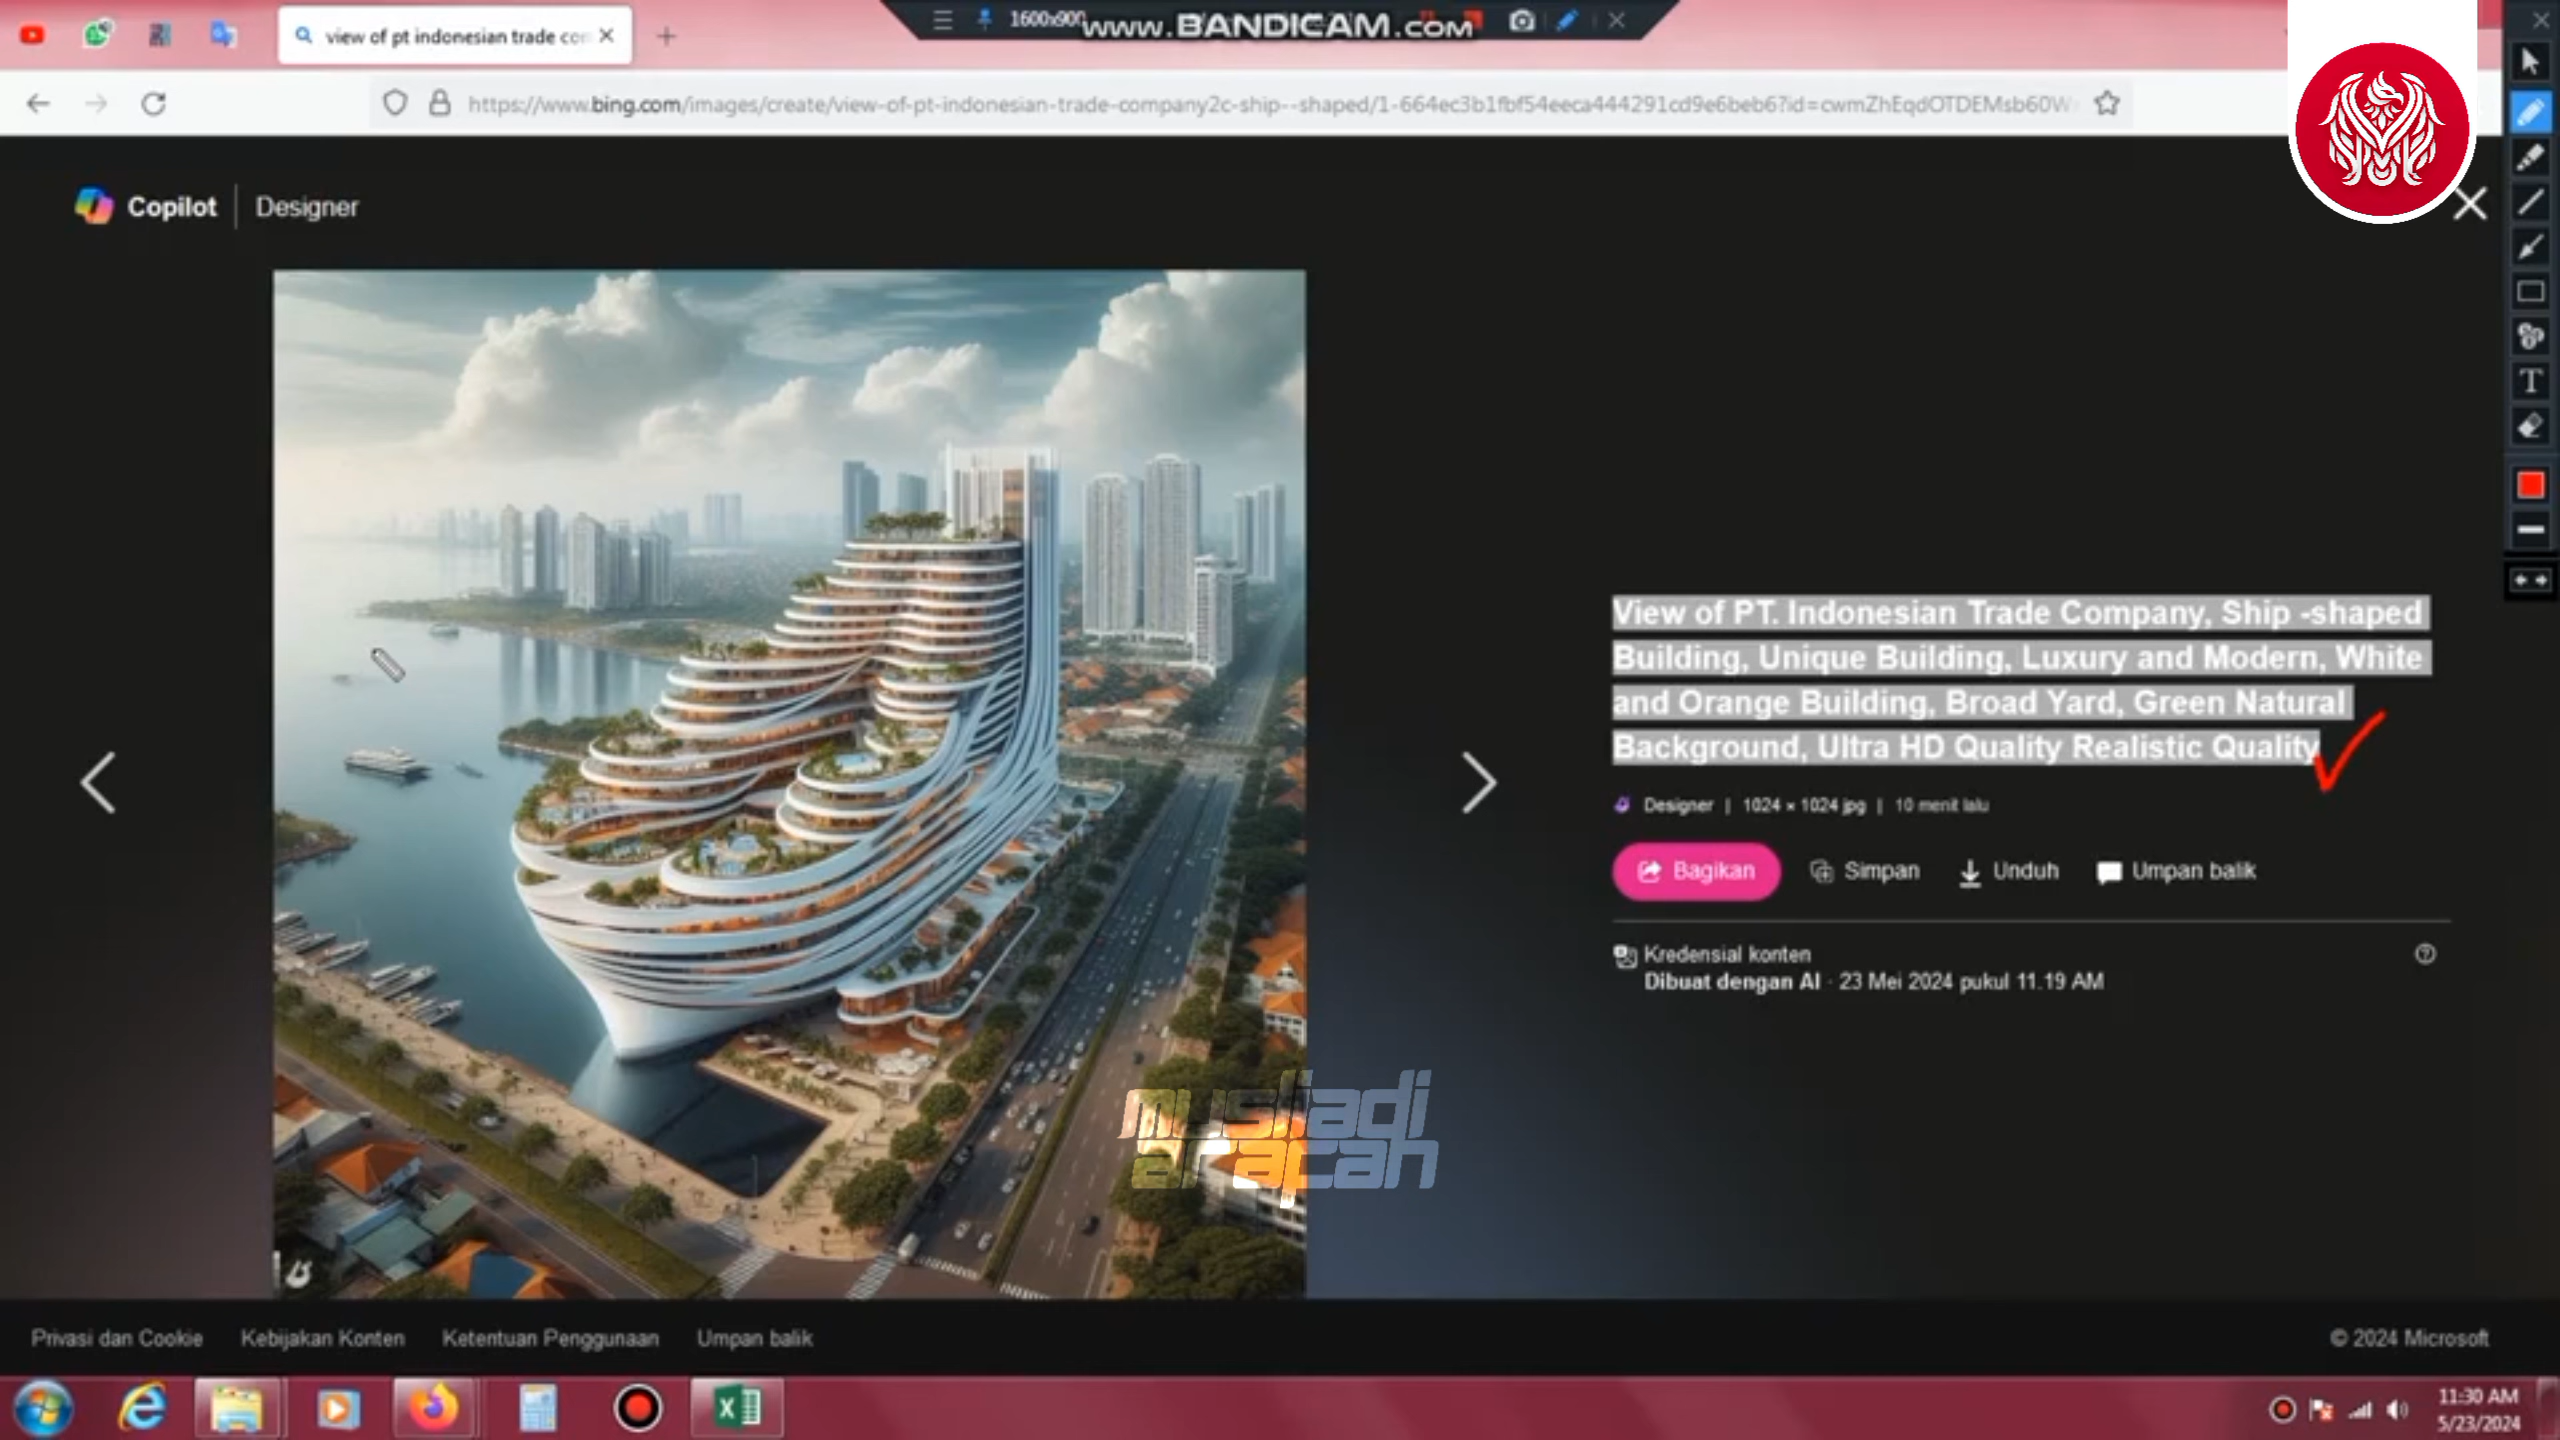 view of pt indonesian trade co
1600x900
www.BANDICAM.com
https://www.bing.com/images/create/view-of-pt-indonesian-trade-company2c-ship--shaped/1-664ec3b1fbf54eeca444291cd9e6beb6?id=cwmZhEqdOTDEMsb60W
Copilot | Designer
View of PT. Indonesian Trade Company, Ship -shaped
Building, Unique Building, Luxury and Modern, White
and Orange Building, Broad Yard, Green Natural
Background, Ultra HD Quality Realistic Quality
Designer | 1024 × 1024 jpg | 10 menit lalu
Bagikan Simpan Unduh Umpan balik
Kredensial konten
Dibuat dengan AI · 23 Mei 2024 pukul 11.19 AM
musliadi
arapah
Privasi dan Cookie Kebijakan Konten Ketentuan Penggunaan Umpan balik
© 2024 Microsoft
11:30 AM
5/23/2024